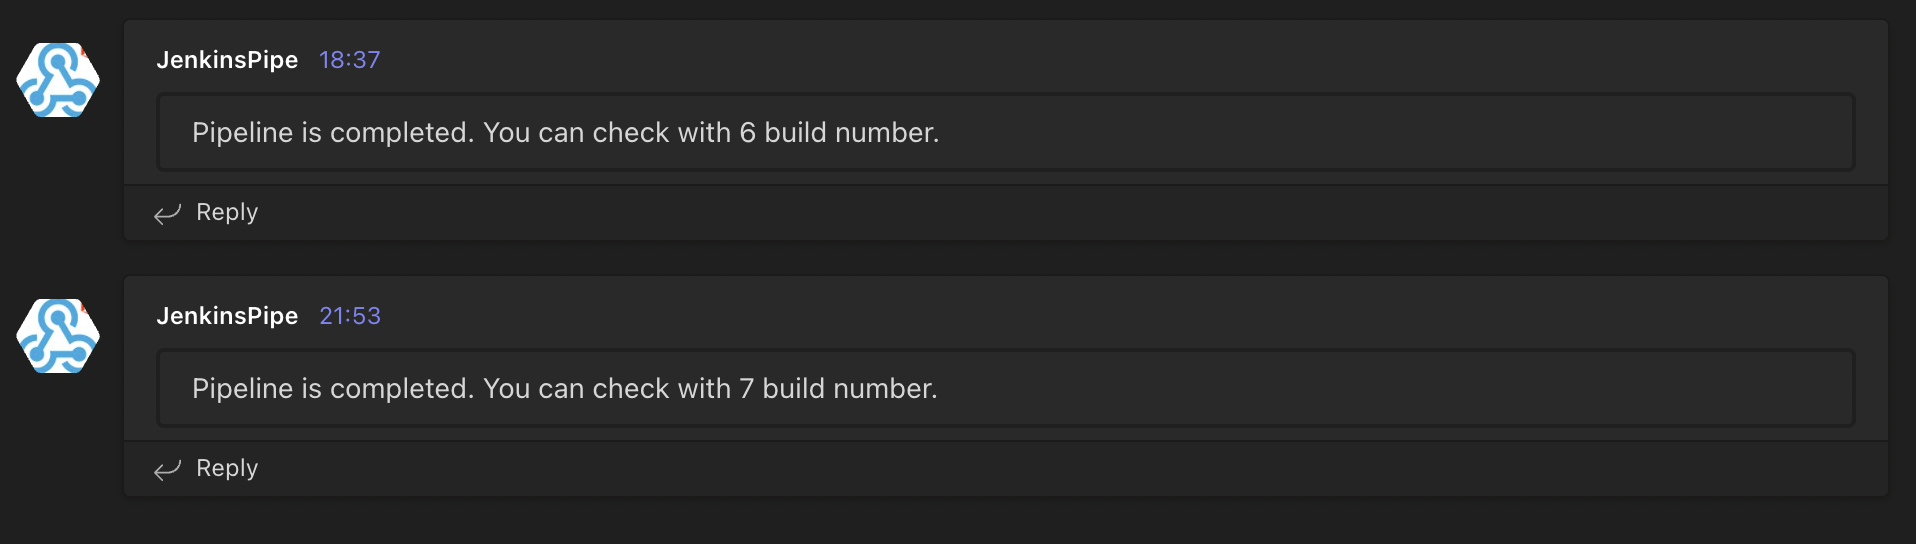 JenkinsPipe 18:37
Pipeline is completed. You can check with 6 build number.
Reply
JenkinsPipe 21:53
Pipeline is completed. You can check with 7 build number.
Reply